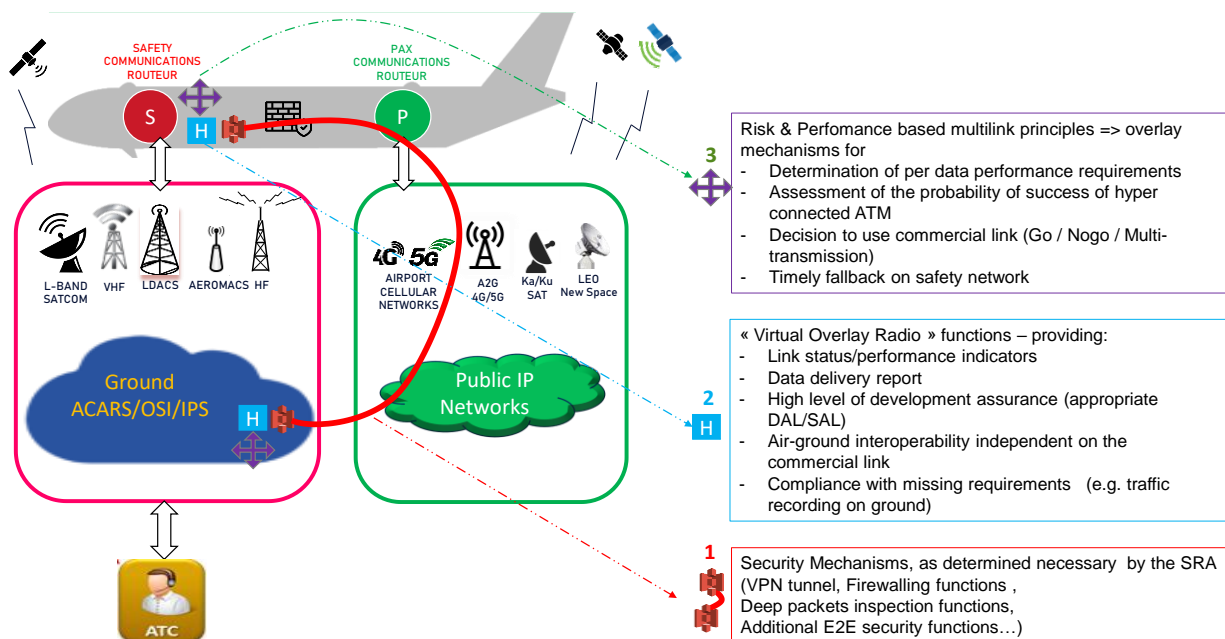 SAFETY
COMMUNICATIONS
ROUTEUR
PAX
COMMUNICATIONS
ROUTEUR
S
H
P
L-BAND
SATCOM
VHF
LDACS
AEROMACS
HF
4G
5G
AIRPORT
CELLULAR
NETWORKS
A2G
4G/5G
Ka/Ku
SAT
LEO
New Space
Ground
ACARS/OSI/IPS
H
Public IP
Networks
ATC
3
Risk & Perfomance based multilink principles => overlay
mechanisms for
- Determination of per data performance requirements
- Assessment of the probability of success of hyper
connected ATM
- Decision to use commercial link (Go / Nogo / Multi-
transmission)
- Timely fallback on safety network
2
H
« Virtual Overlay Radio » functions – providing:
- Link status/performance indicators
- Data delivery report
- High level of development assurance (appropriate
DAL/SAL)
- Air-ground interoperability independent on the
commercial link
- Compliance with missing requirements (e.g. traffic
recording on ground)
1
Security Mechanisms, as determined necessary by the SRA
(VPN tunnel, Firewalling functions ,
Deep packets inspection functions,
Additional E2E security functions…)